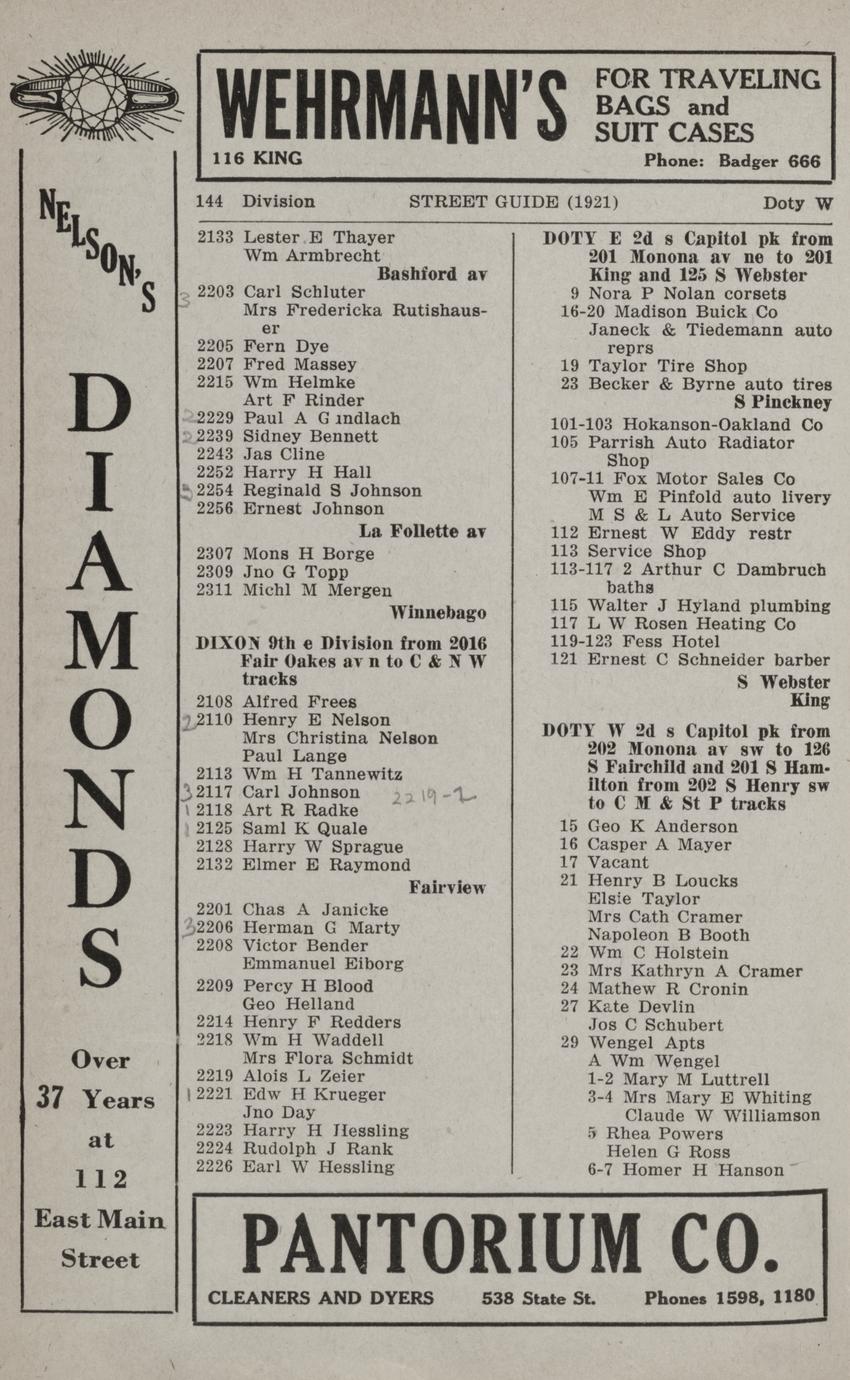 WEHRMANN'S
FOR TRAVELING
BAGS and
SUIT CASES
116 KING
Phone: Badger 666
NELSON'S
DIAMONDS
Over
37 Years
at
112
East Main
Street
144 Division STREET GUIDE (1921) Doty W
2133 Lester E Thayer
Wm Armbrecht
Bashford av
3 2203 Carl Schluter
Mrs Fredericka Rutishaus-
er
2205 Fern Dye
2207 Fred Massey
2215 Wm Helmke
Art F Rinder
2229 Paul A G indlach
2239 Sidney Bennett
2243 Jas Cline
2252 Harry H Hall
2254 Reginald S Johnson
2256 Ernest Johnson
La Follette av
2307 Mons H Borge
2309 Jno G Topp
2311 Michl M Mergen
Winnebago
DIXON 9th e Division from 2016
Fair Oakes av n to C & N W
tracks
2108 Alfred Frees
2 2110 Henry E Nelson
Mrs Christina Nelson
Paul Lange
2113 Wm H Tannewitz
3 2117 Carl Johnson 2219-2
1 2118 Art R Radke
1 2125 Saml K Quale
2128 Harry W Sprague
2132 Elmer E Raymond
Fairview
2201 Chas A Janicke
3 2206 Herman G Marty
2208 Victor Bender
Emmanuel Eiborg
2209 Percy H Blood
Geo Helland
2214 Henry F Redders
2218 Wm H Waddell
Mrs Flora Schmidt
2219 Alois L Zeier
1 2221 Edw H Krueger
Jno Day
2223 Harry H Hessling
2224 Rudolph J Rank
2226 Earl W Hessling
DOTY E 2d s Capitol pk from
201 Monona av ne to 201
King and 125 S Webster
9 Nora P Nolan corsets
16-20 Madison Buick Co
Janeck & Tiedemann auto
reprs
19 Taylor Tire Shop
23 Becker & Byrne auto tires
S Pinckney
101-103 Hokanson-Oakland Co
105 Parrish Auto Radiator
Shop
107-11 Fox Motor Sales Co
Wm E Pinfold auto livery
M S & L Auto Service
112 Ernest W Eddy restr
113 Service Shop
113-117 2 Arthur C Dambruch
baths
115 Walter J Hyland plumbing
117 L W Rosen Heating Co
119-123 Fess Hotel
121 Ernest C Schneider barber
S Webster
King
DOTY W 2d s Capitol pk from
202 Monona av sw to 126
S Fairchild and 201 S Ham-
ilton from 202 S Henry sw
to C M & St P tracks
15 Geo K Anderson
16 Casper A Mayer
17 Vacant
21 Henry B Loucks
Elsie Taylor
Mrs Cath Cramer
Napoleon B Booth
22 Wm C Holstein
23 Mrs Kathryn A Cramer
24 Mathew R Cronin
27 Kate Devlin
Jos C Schubert
29 Wengel Apts
A Wm Wengel
1-2 Mary M Luttrell
3-4 Mrs Mary E Whiting
Claude W Williamson
5 Rhea Powers
Helen G Ross
6-7 Homer H Hanson
PANTORIUM CO.
CLEANERS AND DYERS 538 State St. Phones 1598, 1180